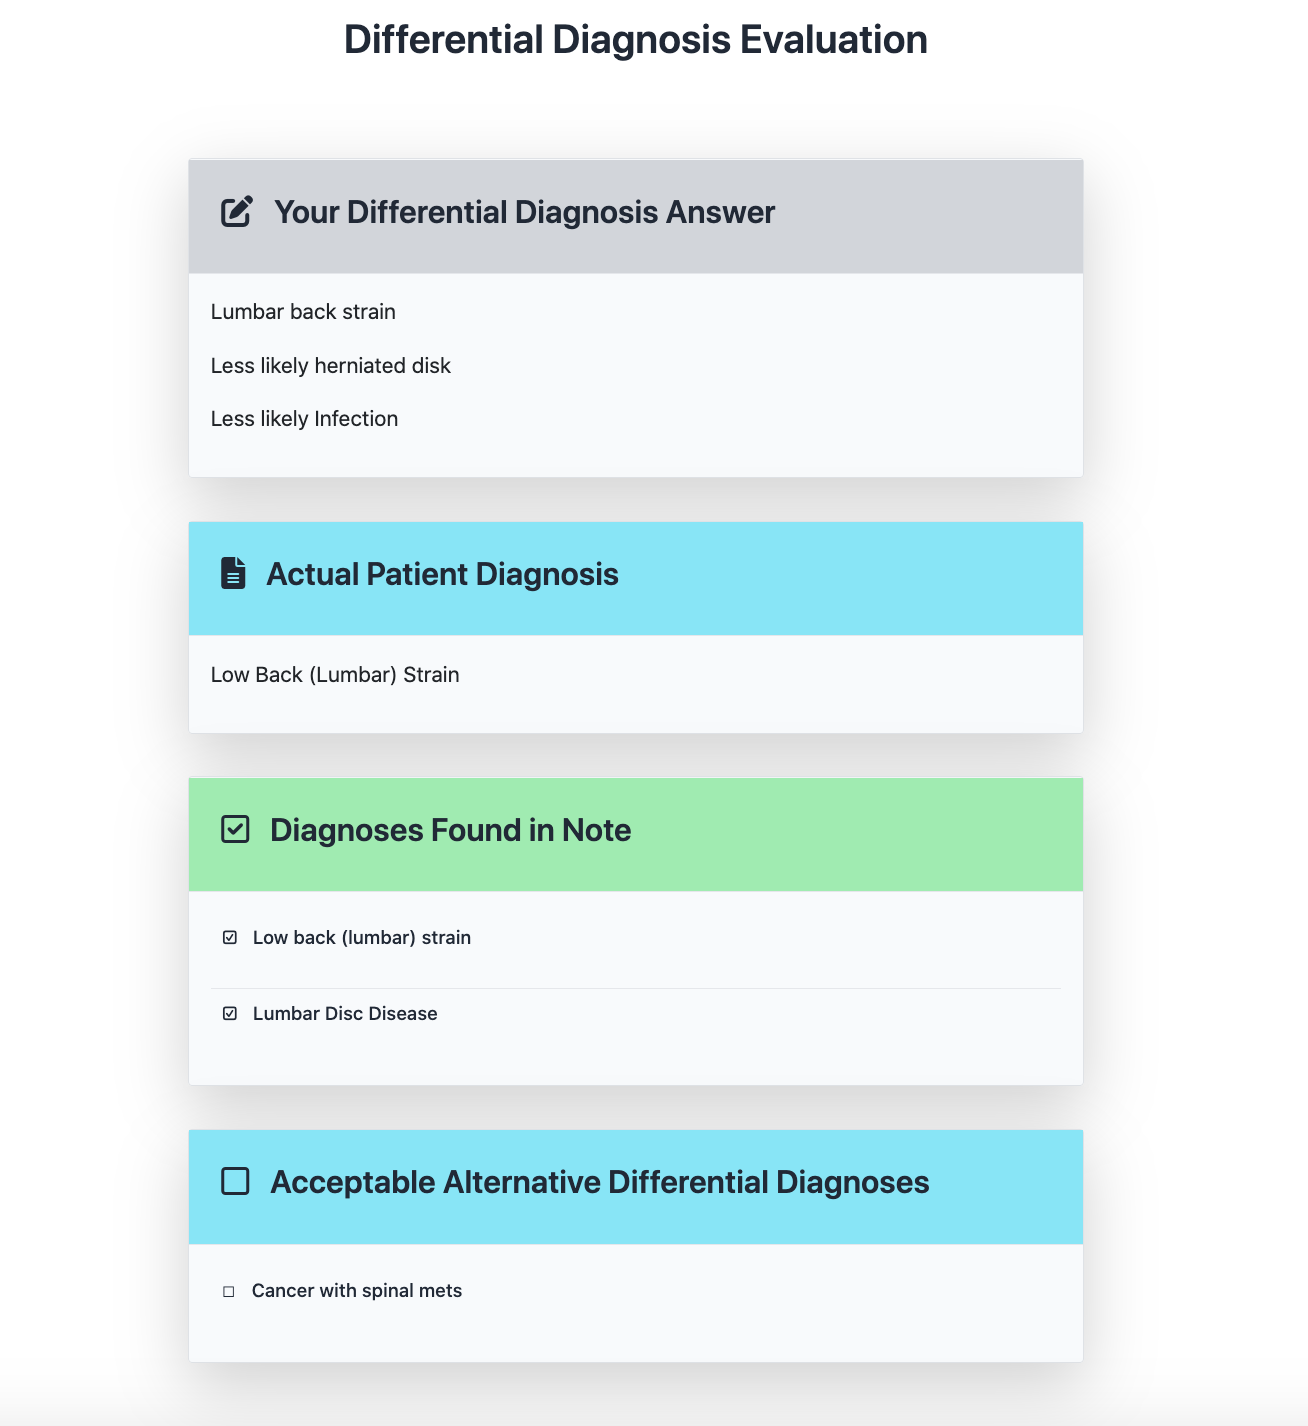 Differential Diagnosis Evaluation
Your Differential Diagnosis Answer
Lumbar back strain
Less likely herniated disk
Less likely Infection
Actual Patient Diagnosis
Low Back (Lumbar) Strain
Diagnoses Found in Note
Low back (lumbar) strain
Lumbar Disc Disease
Acceptable Alternative Differential Diagnoses
Cancer with spinal mets